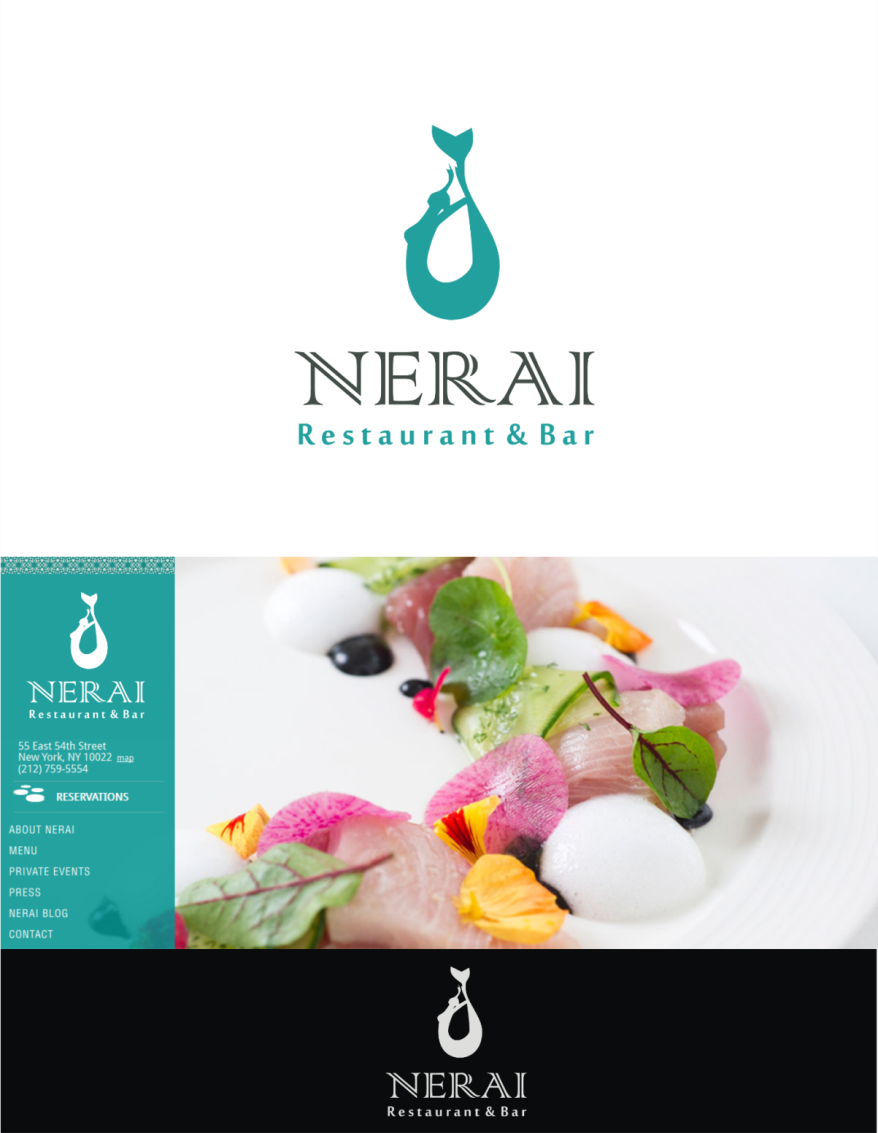 NERAI
Restaurant & Bar
NERAI
Restaurant & Bar
55 East 54th Street
New York, NY 10022 map
(212) 759-5554
RESERVATIONS
ABOUT NERAI
MENU
PRIVATE EVENTS
PRESS
NERAI BLOG
CONTACT
NERAI
Restaurant & Bar